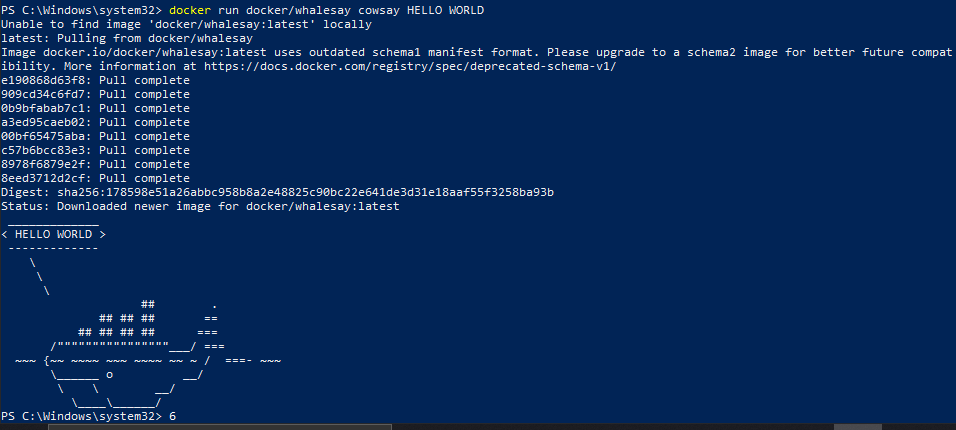 PS C:\Windows\system32> docker run docker/whalesay cowsay HELLO WORLD
Unable to find image 'docker/whalesay:latest' locally
latest: Pulling from docker/whalesay
Image docker.io/docker/whalesay:latest uses outdated schema1 manifest format. Please upgrade to a schema2 image for better future compat
ibility. More information at https://docs.docker.com/registry/spec/deprecated-schema-v1/
e190868d63f8: Pull complete
909cd34c6fd7: Pull complete
0b9bfabab7c1: Pull complete
a3ed95caeb02: Pull complete
00bf65475aba: Pull complete
c57b6bcc83e3: Pull complete
8978f6879e2f: Pull complete
8eed3712d2cf: Pull complete
Digest: sha256:178598e51a26abbc958b8a2e48825c90bc22e641de3d31e18aaf55f3258ba93b
Status: Downloaded newer image for docker/whalesay:latest
 _____________
< HELLO WORLD >
 -------------
    \
     \
      \
                    ##        .
              ## ## ##       ==
           ## ## ## ##      ===
       /""""""""""""""""___/ ===
  ~~~ {~~ ~~~~ ~~~ ~~~~ ~~ ~ /  ===- ~~~
       \______ o          __/
        \    \        __/
          \____\______/
PS C:\Windows\system32> 6